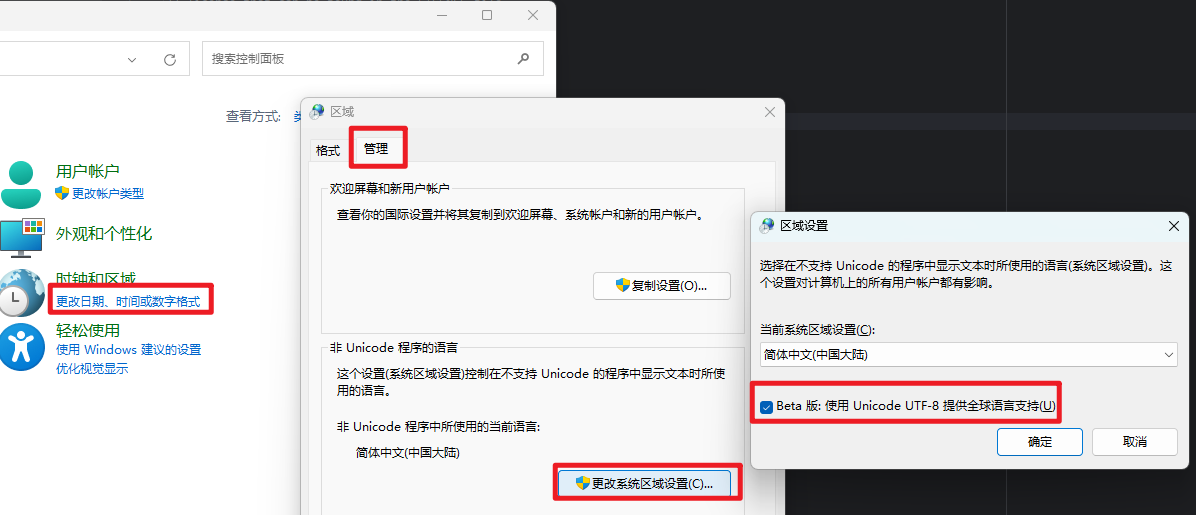 搜索控制面板
查看方式:
用户帐户
更改帐户类型
外观和个性化
时钟和区域
更改日期、时间或数字格式
轻松使用
使用 Windows 建议的设置
优化视觉显示
区域
格式
管理
欢迎屏幕和新用户帐户
查看你的国际设置并将其复制到欢迎屏幕、系统帐户和新的用户帐户。
复制设置(O)...
非 Unicode 程序的语言
这个设置(系统区域设置)控制在不支持 Unicode 的程序中显示文本时所使
用的语言。
非 Unicode 程序中所使用的当前语言:
简体中文(中国大陆)
更改系统区域设置(C)...
区域设置
选择在不支持 Unicode 的程序中显示文本时所使用的语言(系统区域设置)。这
个设置对计算机上的所有用户帐户都有影响。
当前系统区域设置(C):
简体中文(中国大陆)
Beta 版: 使用 Unicode UTF-8 提供全球语言支持(U)
确定
取消